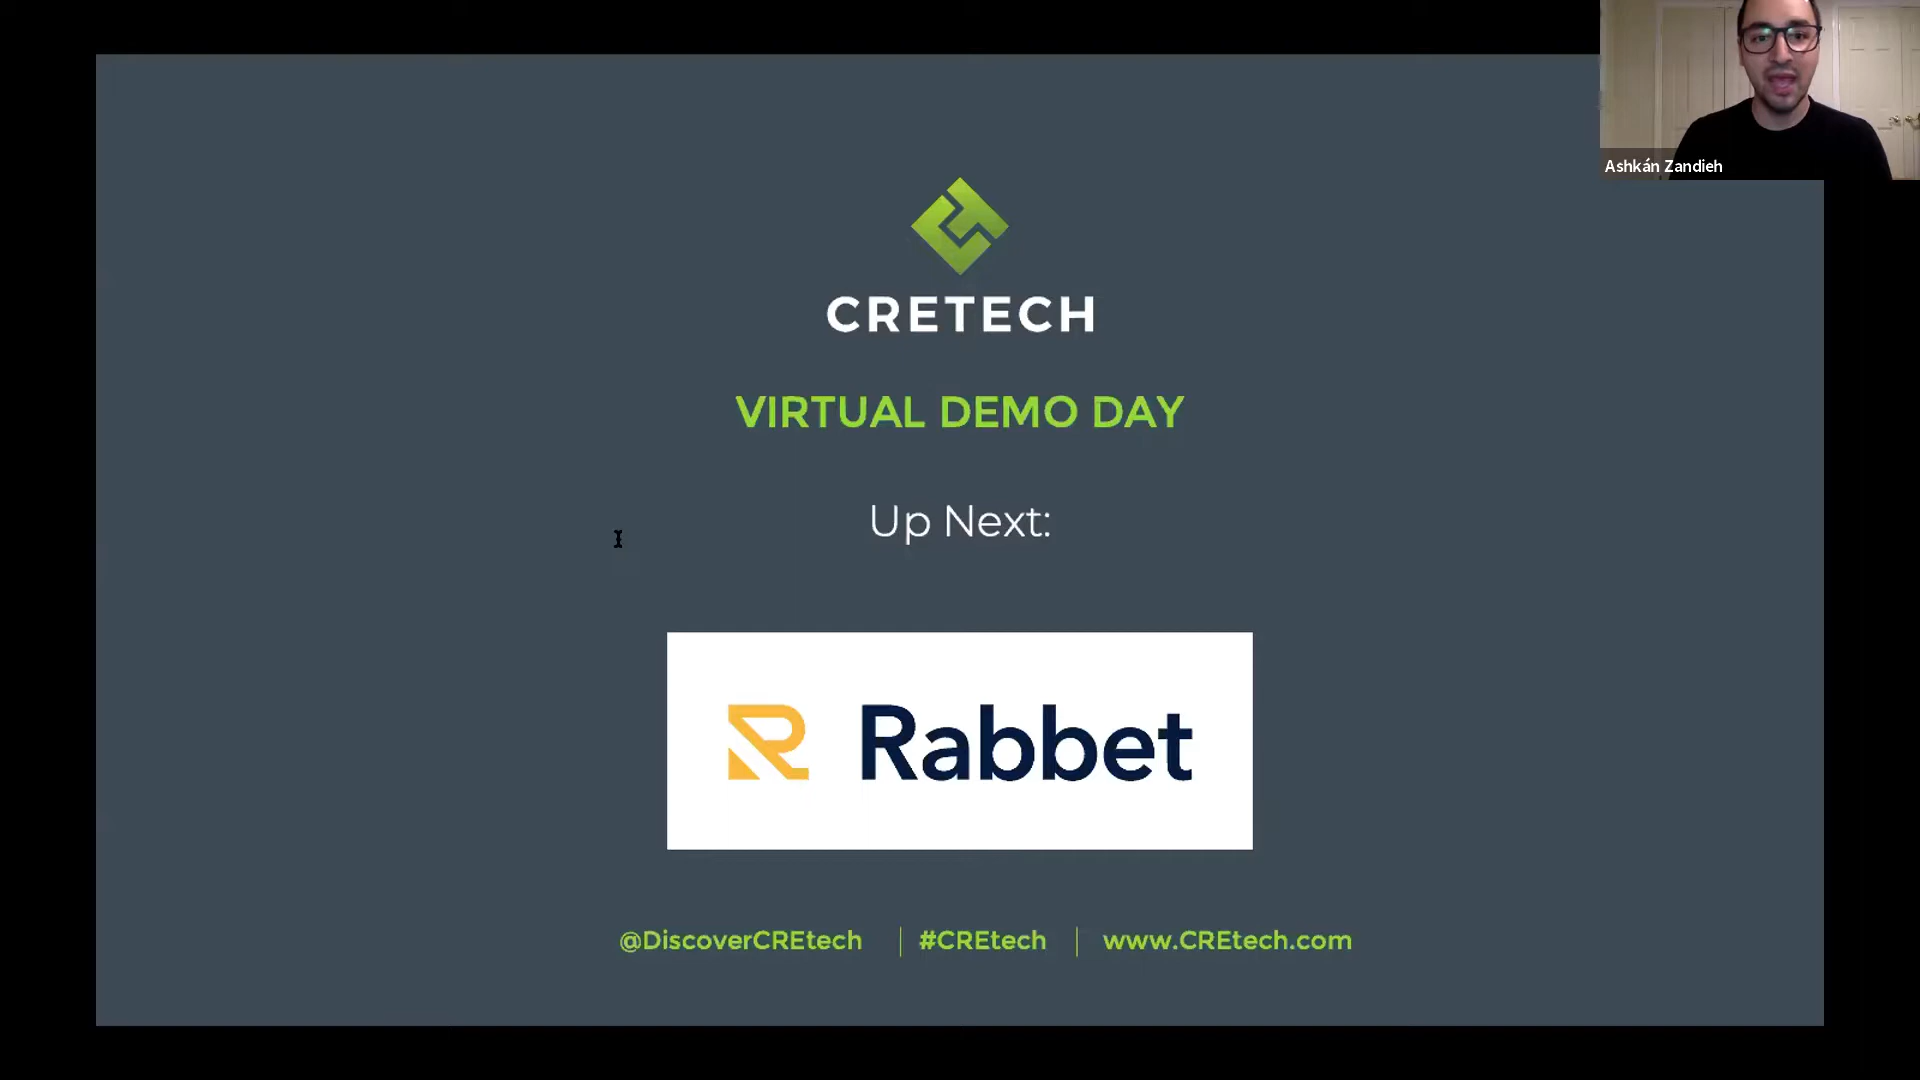 Ashkán Zandieh
CRETECH
VIRTUAL DEMO DAY
Up Next:
Rabbet
@DiscoverCREtech | #CREtech | www.CREtech.com